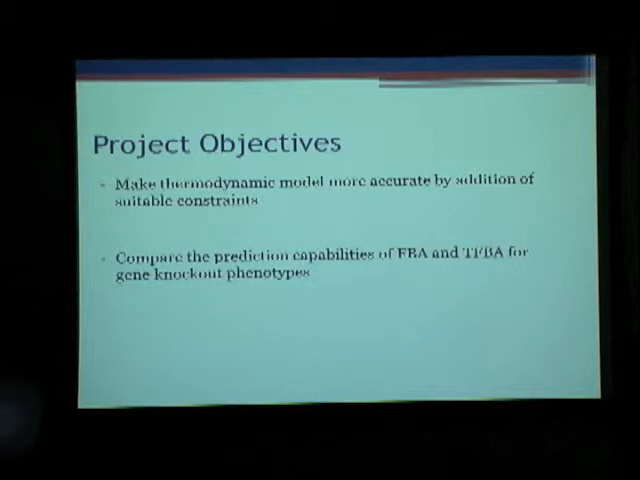 Project Objectives
Make thermodynamic model more accurate by addition of
suitable constraints
Compare the prediction capabilities of FBA and TFBA for
gene knockout phenotypes